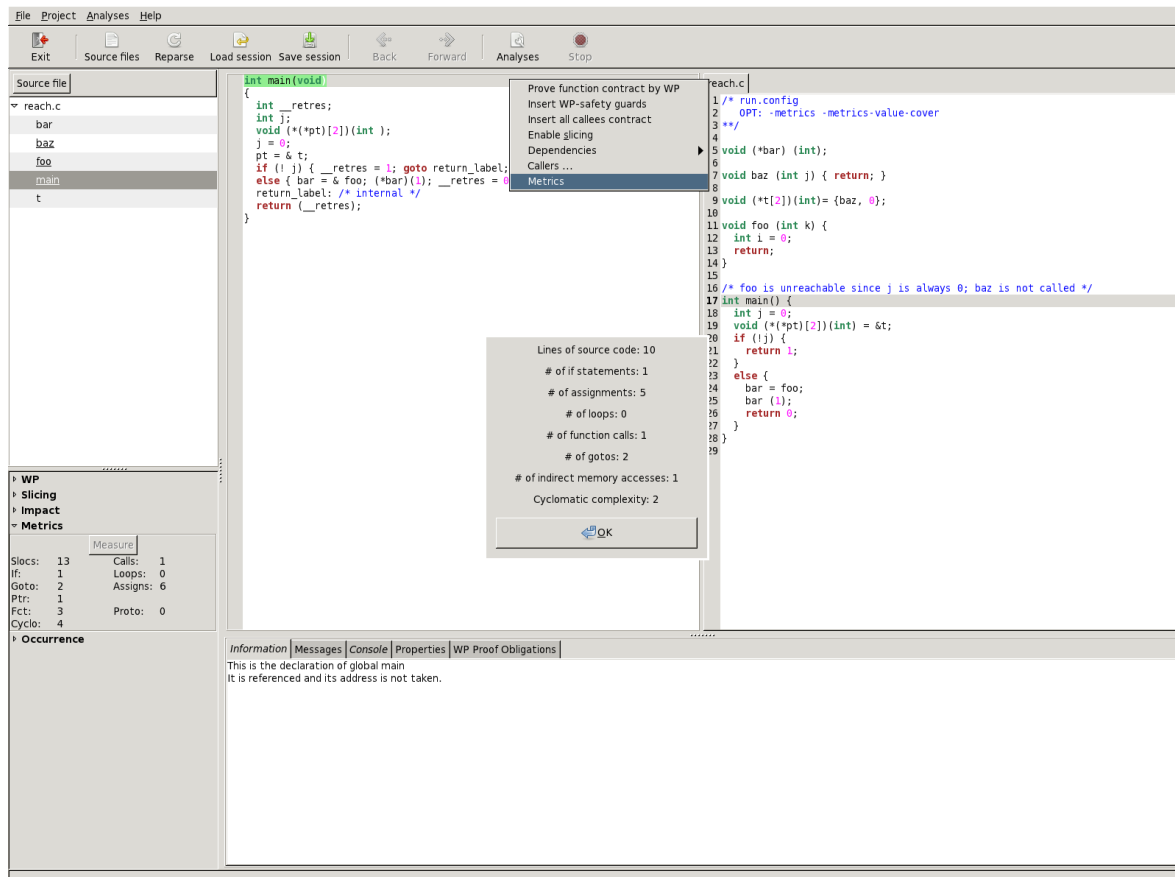 File Project Analyses Help
Exit Source files Reparse Load session Save session Back Forward Analyses Stop
Source file
reach.c
bar
baz
foo
main
t
int main(void)
{
int __retres;
int j;
void (*(*pt)[2])(int );
j = 0;
pt = & t;
if (! j) { __retres = 1; goto return_label;
else { bar = & foo; (*bar)(1); __retres = 0
return_label: /* internal */
return (__retres);
}
Prove function contract by WP
Insert WP-safety guards
Insert all callees contract
Enable slicing
Dependencies
Callers ...
Metrics
reach.c
1 /* run.config
2 OPT: -metrics -metrics-value-cover
3 **/
4
5 void (*bar) (int);
6
7 void baz (int j) { return; }
8
9 void (*t[2])(int)= {baz, 0};
10
11 void foo (int k) {
12 int i = 0;
13 return;
14 }
15
16 /* foo is unreachable since j is always 0; baz is not called */
17 int main() {
18 int j = 0;
19 void (*(*pt)[2])(int) = &t;
20 if (!j) {
21 return 1;
22 }
23 else {
24 bar = foo;
25 bar (1);
26 return 0;
27 }
28 }
29
Lines of source code: 10
# of if statements: 1
# of assignments: 5
# of loops: 0
# of function calls: 1
# of gotos: 2
# of indirect memory accesses: 1
Cyclomatic complexity: 2
OK
WP
Slicing
Impact
Metrics
Measure
Slocs: 13 Calls: 1
If: 1 Loops: 0
Goto: 2 Assigns: 6
Ptr: 1
Fct: 3 Proto: 0
Cyclo: 4
Occurrence
Information Messages Console Properties WP Proof Obligations
This is the declaration of global main
It is referenced and its address is not taken.